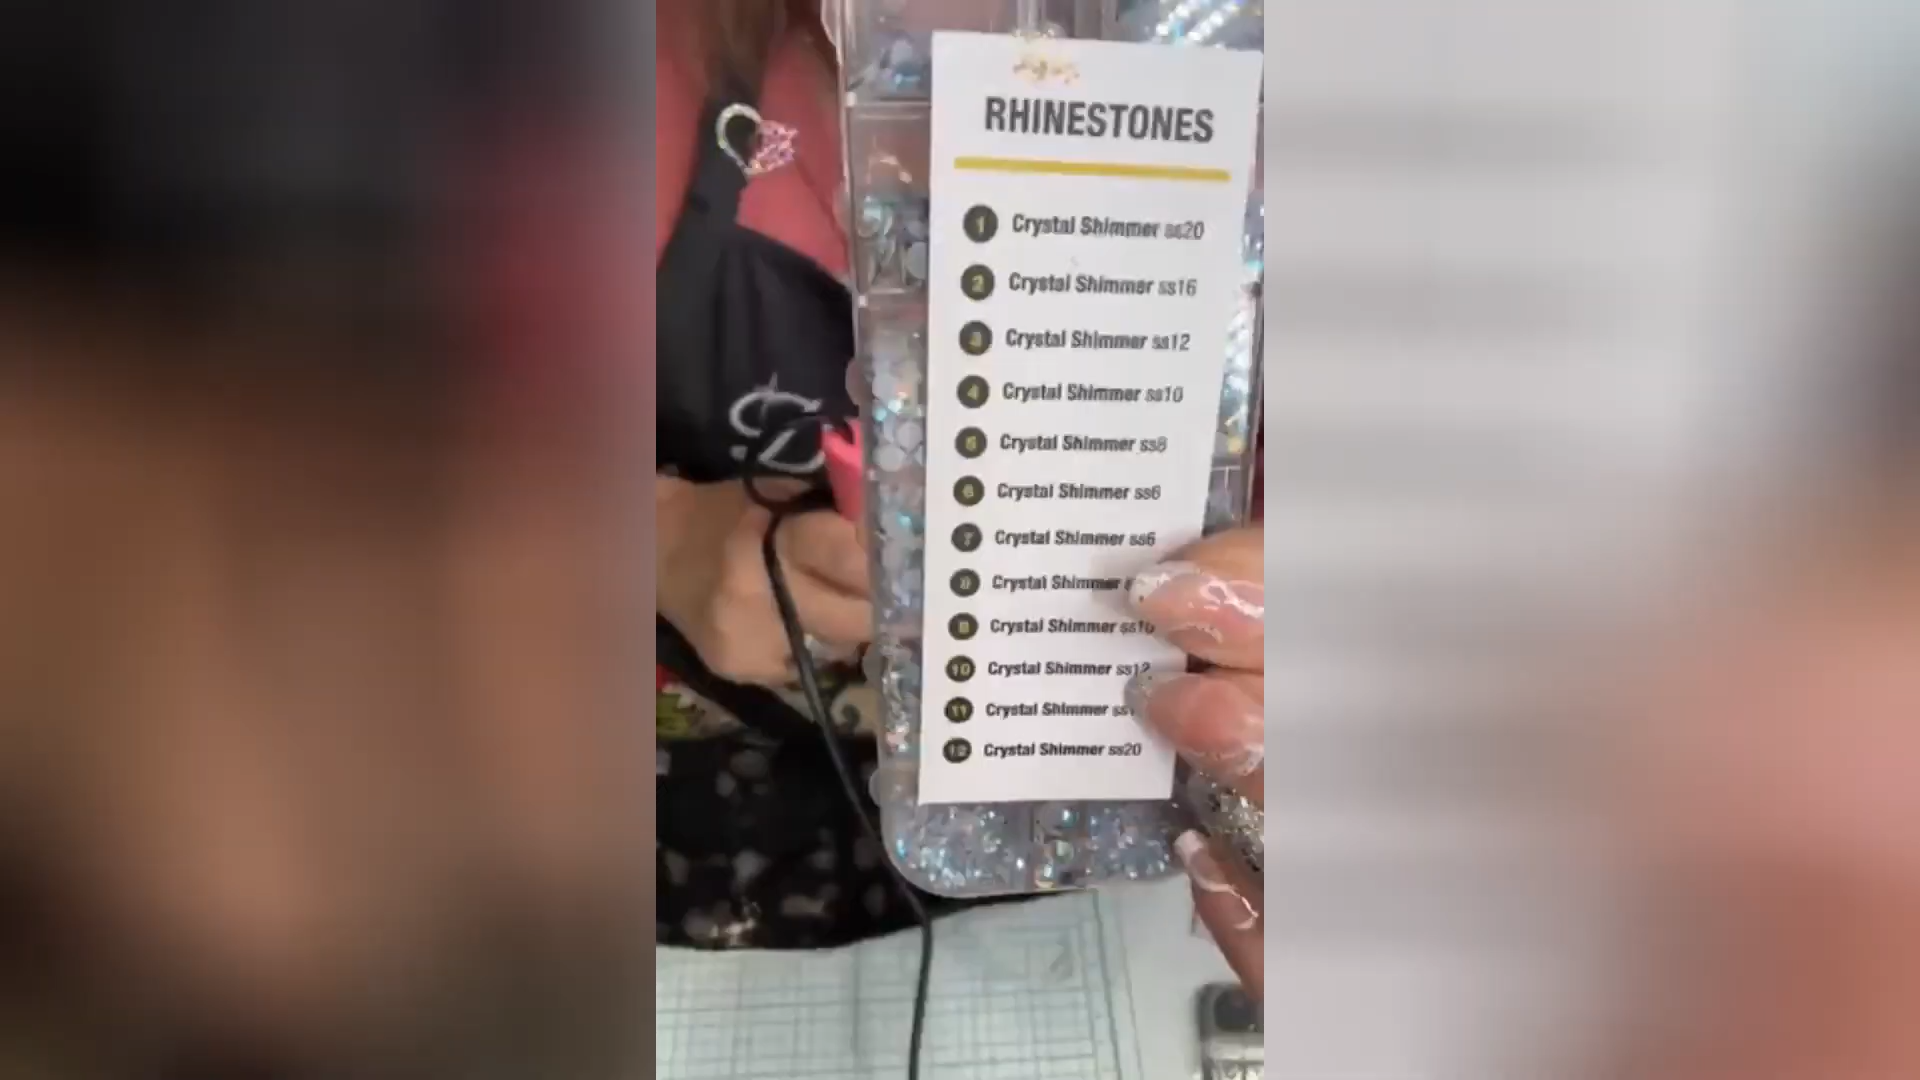 RHINESTONES
1 Crystal Shimmer ss20
2 Crystal Shimmer ss16
3 Crystal Shimmer ss12
4 Crystal Shimmer ss10
5 Crystal Shimmer ss8
6 Crystal Shimmer ss6
7 Crystal Shimmer ss6
8 Crystal Shimmer
9 Crystal Shimmer ss10
10 Crystal Shimmer ss12
11 Crystal Shimmer
12 Crystal Shimmer ss20